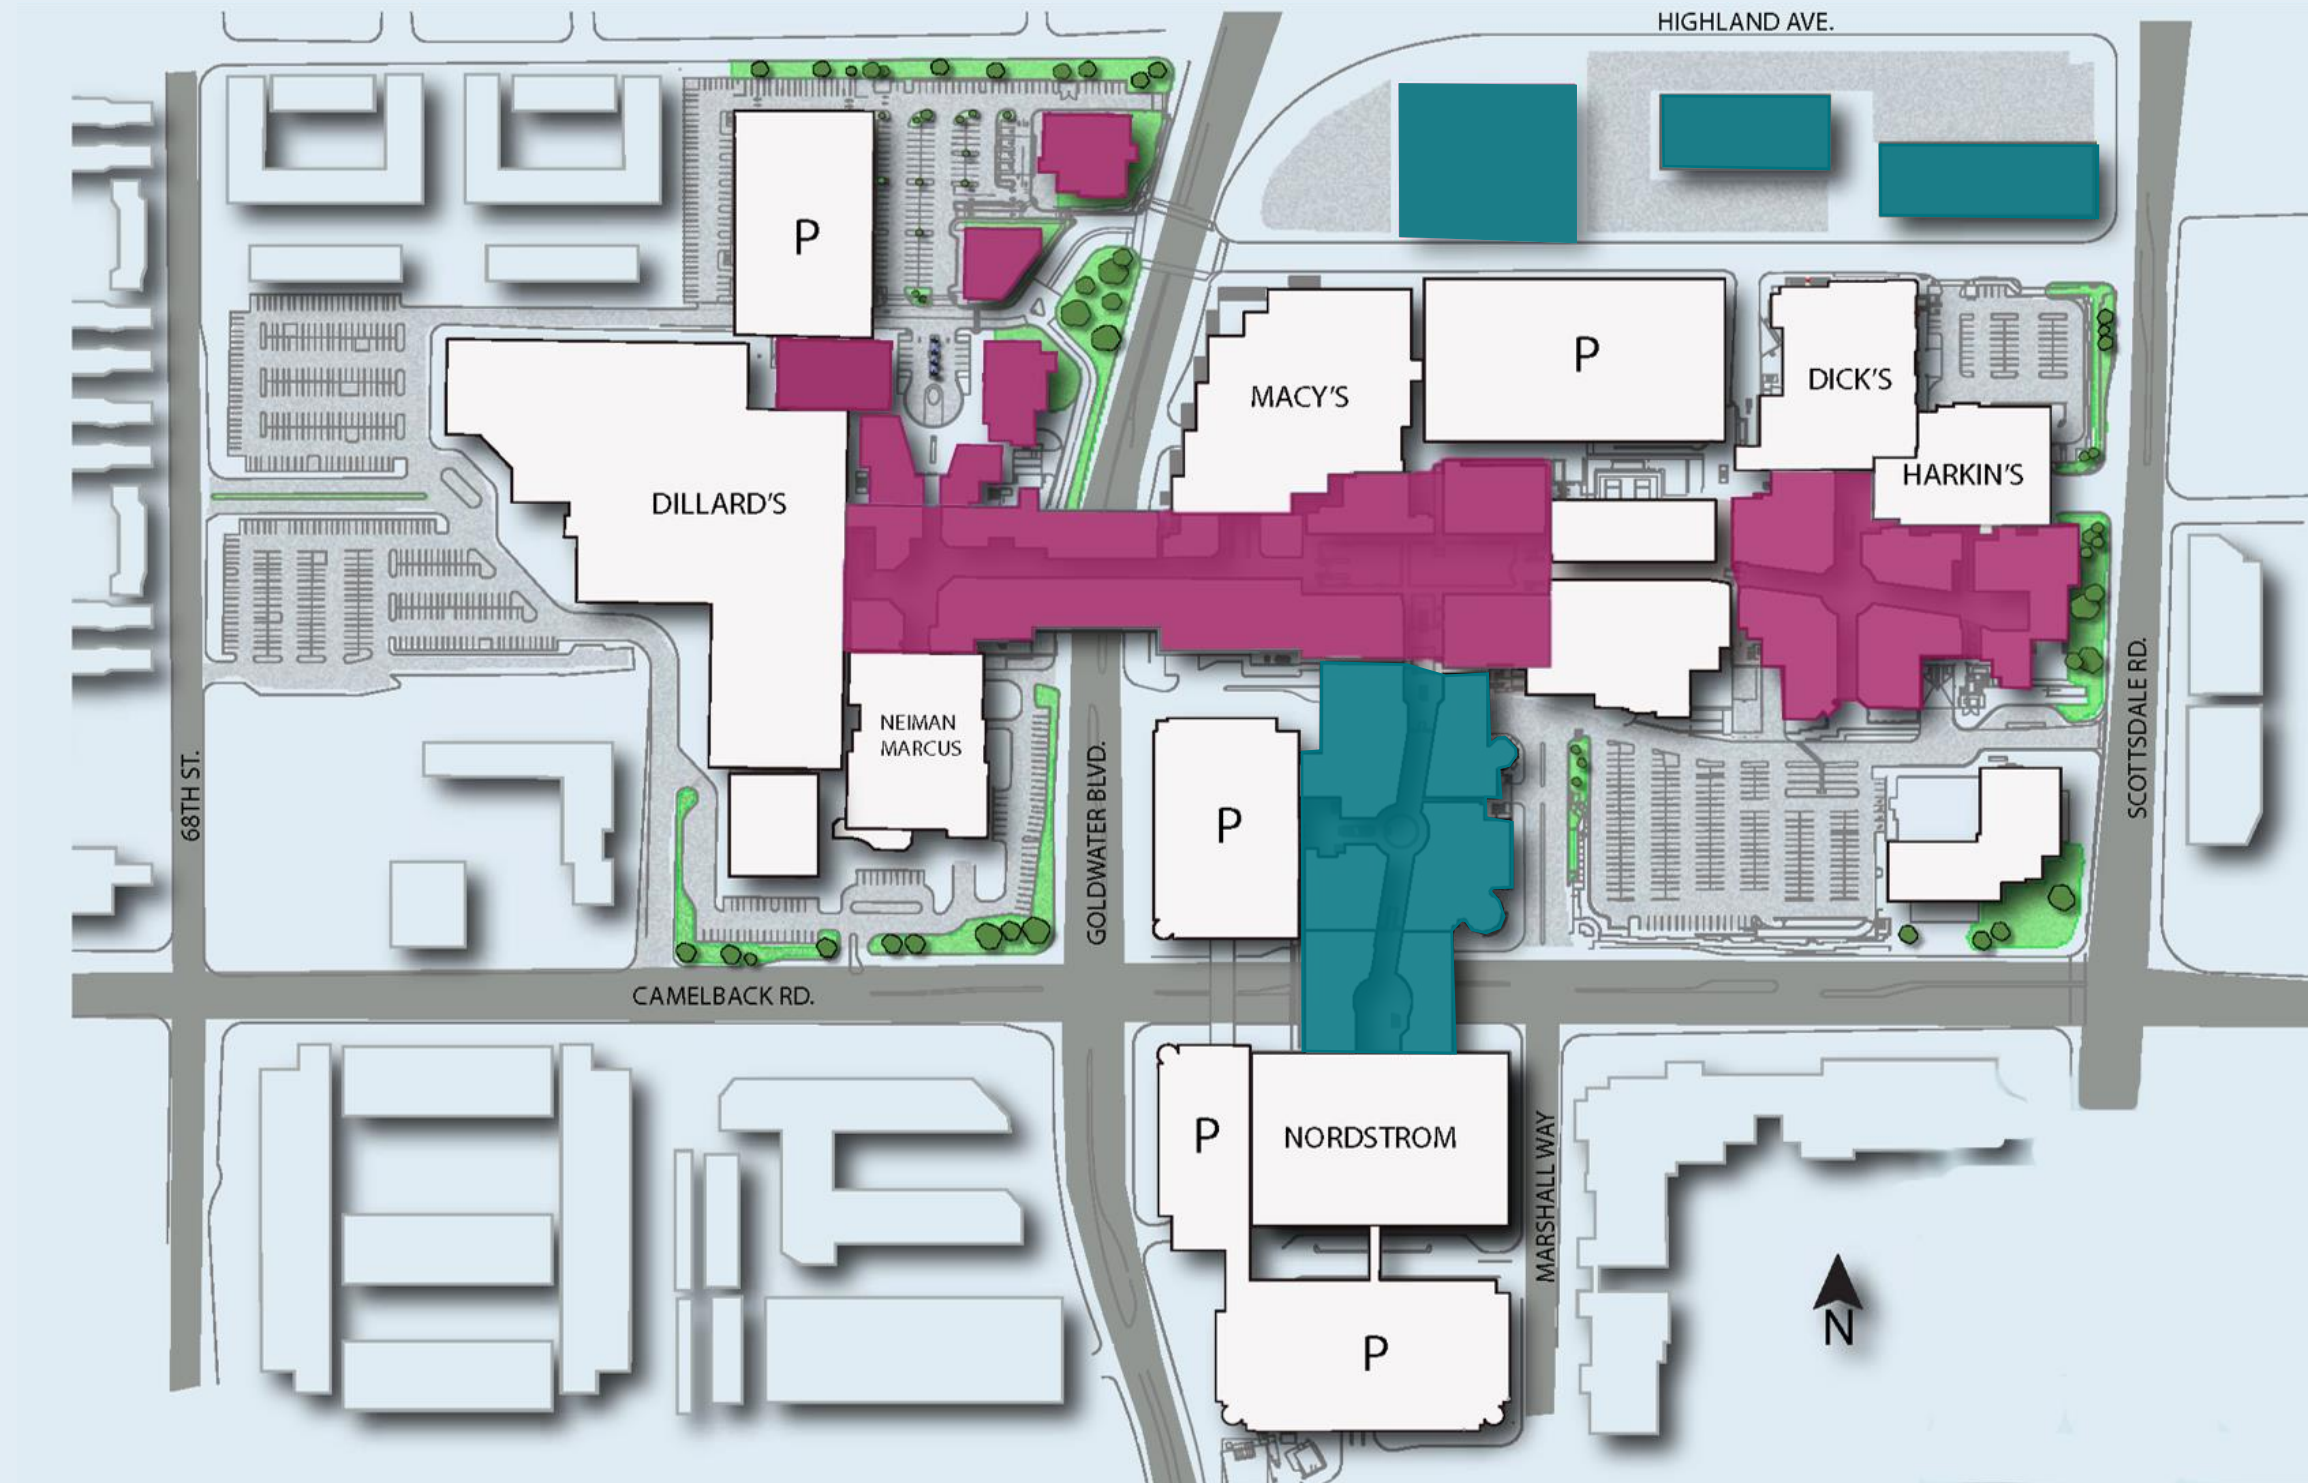 HIGHLAND AVE.
P
MACY'S
P
DICK'S
HARKIN'S
DILLARD'S
NEIMAN
MARCUS
68TH ST.
GOLDWATER BLVD.
P
SCOTTSDALE RD.
CAMELBACK RD.
P
NORDSTROM
MARSHALL WAY
P
N